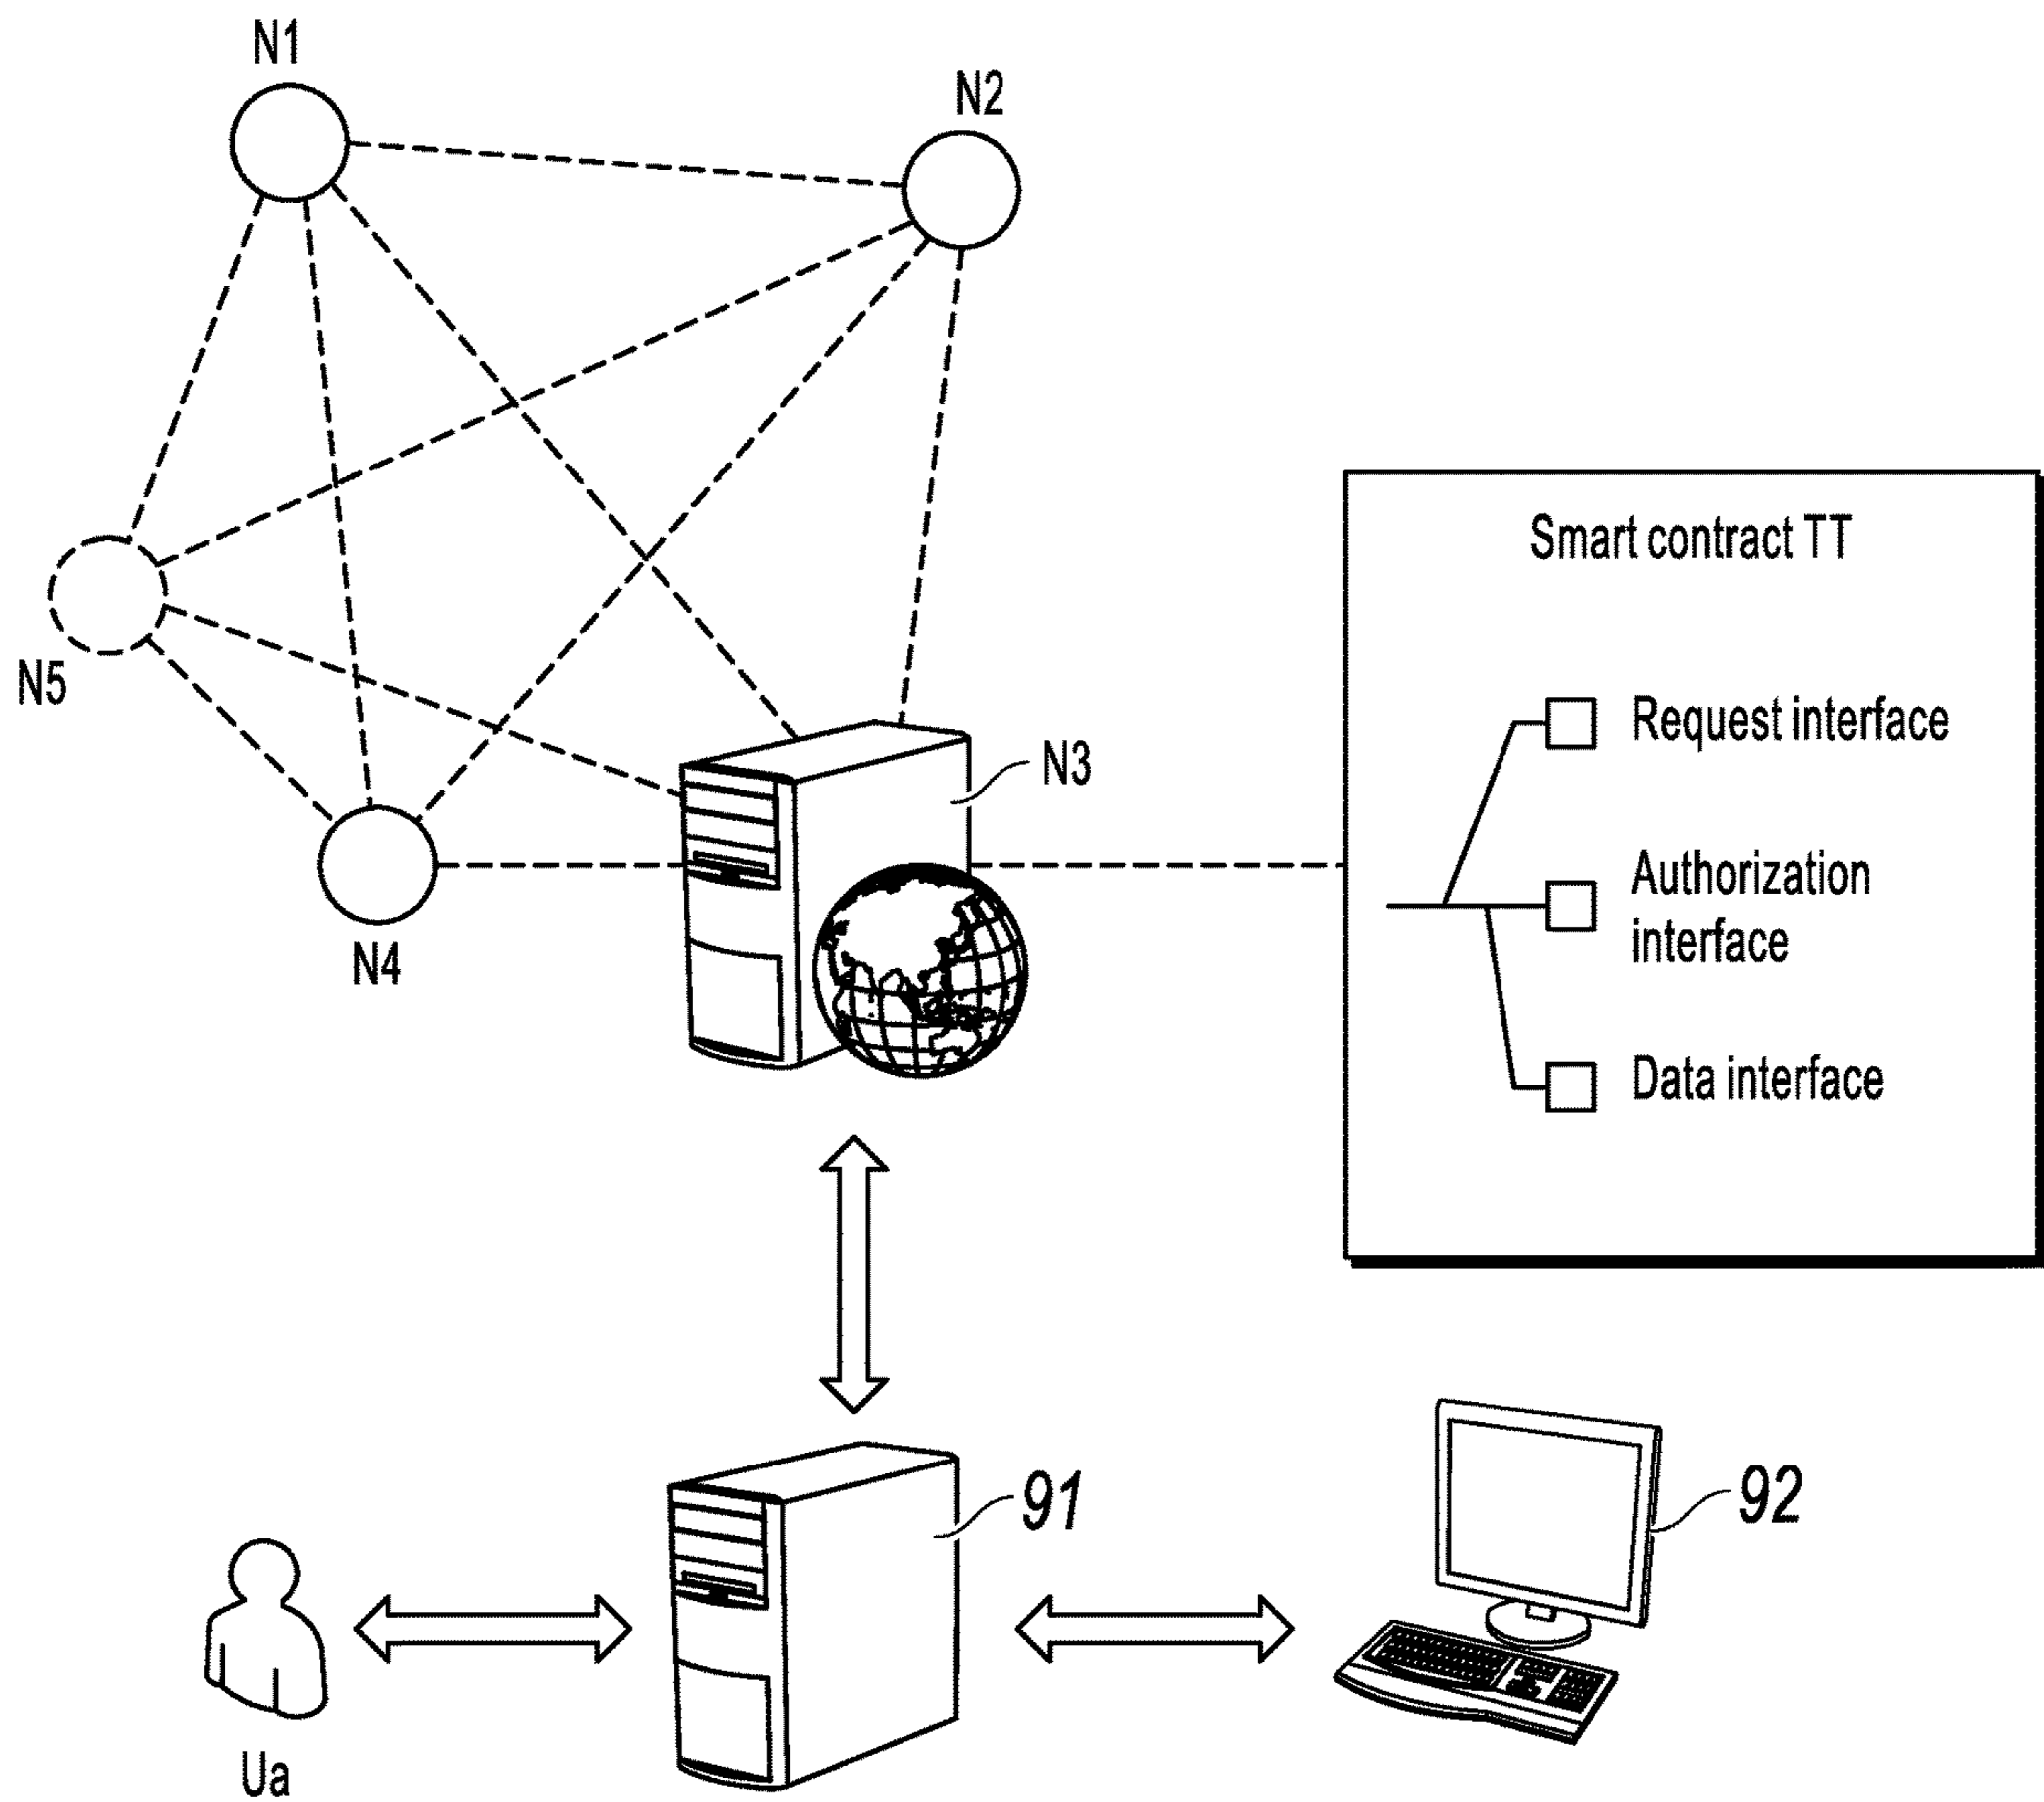 N1
N2
N5
N3
N4
Smart contract TT
Request interface
Authorization
interface
Data interface
91
92
Ua